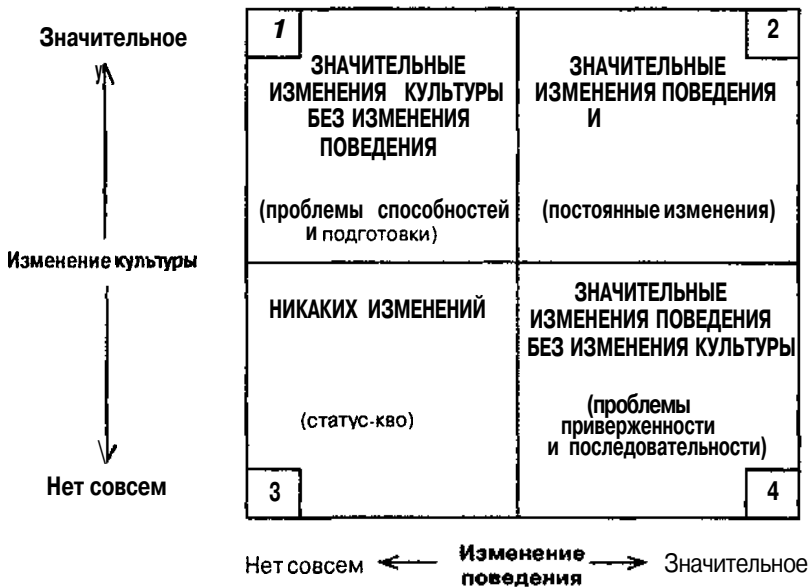 Значительное
Изменение культуры
Нет совсем
1
ЗНАЧИТЕЛЬНЫЕ
ИЗМЕНЕНИЯ КУЛЬТУРЫ
БЕЗ ИЗМЕНЕНИЯ
ПОВЕДЕНИЯ
(проблемы способностей
и подготовки)
2
ЗНАЧИТЕЛЬНЫЕ
ИЗМЕНЕНИЯ ПОВЕДЕНИЯ
И
(постоянные изменения)
НИКАКИХ ИЗМЕНЕНИЙ
(статус-кво)
3
ЗНАЧИТЕЛЬНЫЕ
ИЗМЕНЕНИЯ ПОВЕДЕНИЯ
БЕЗ ИЗМЕНЕНИЯ КУЛЬТУРЫ
(проблемы
приверженности
и последовательности)
4
Нет совсем
Изменение
поведения
Значительное